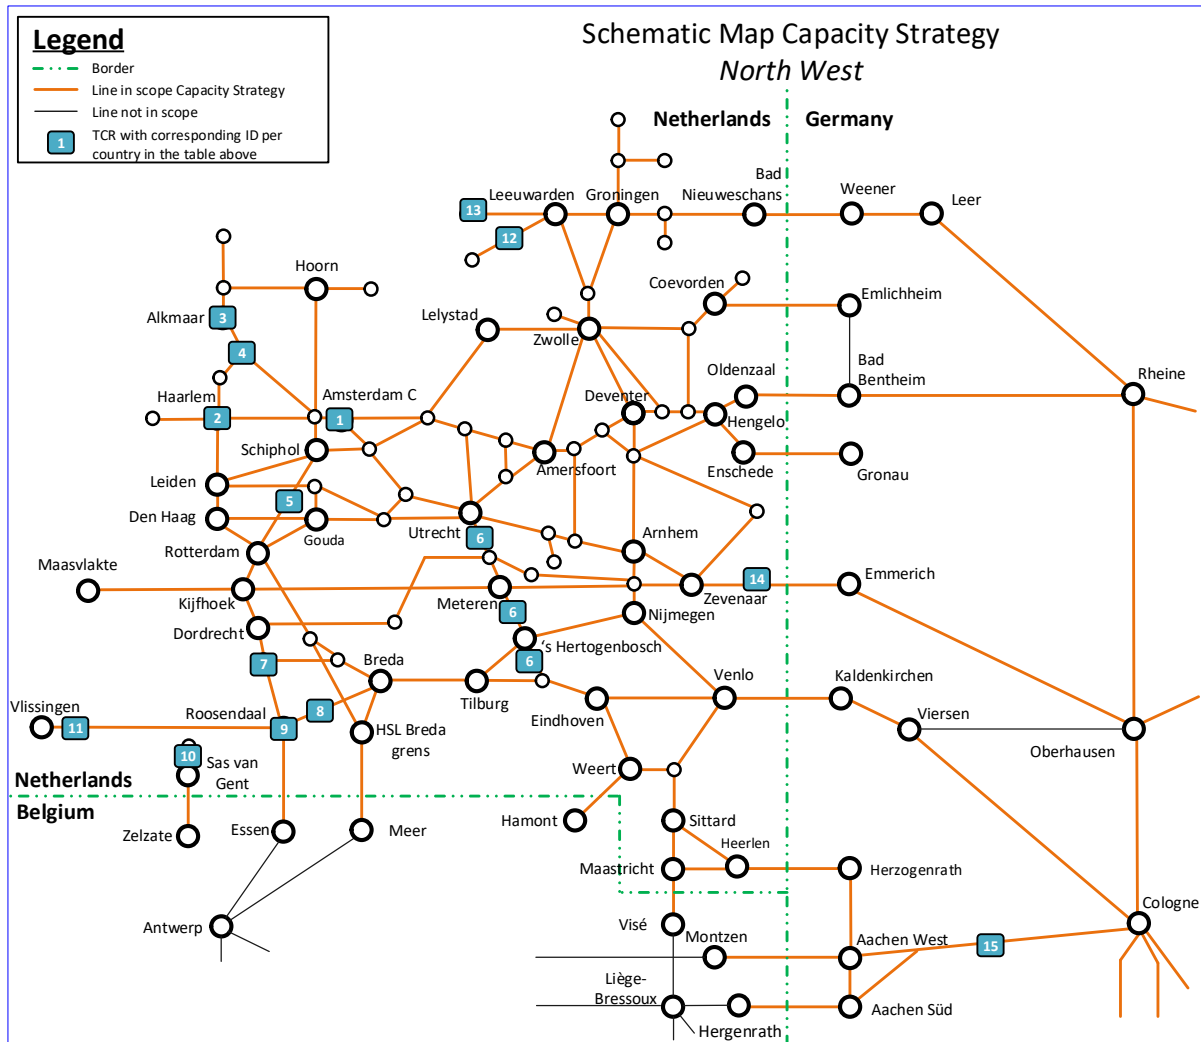 Legend
Border
Line in scope Capacity Strategy
Line not in scope
1
TCR with corresponding ID per
country in the table above
Schematic Map Capacity Strategy
North West
Netherlands
Germany
Bad
Nieuweschans
Leeuwarden
Groningen
Weener
Leer
13
12
Hoorn
Coevorden
Emlichheim
Alkmaar
3
Lelystad
Zwolle
4
Oldenzaal
Bad
Bentheim
Rheine
Haarlem
Amsterdam C
Deventer
2
1
Hengelo
Schiphol
Amersfoort
Enschede
Gronau
Leiden
5
Den Haag
Gouda
Utrecht
6
Arnhem
Rotterdam
Maasvlakte
Emmerich
14
Kijfhoek
Meteren
Zevenaar
6
Nijmegen
Dordrecht
's Hertogenbosch
7
6
Breda
Venlo
Kaldenkirchen
Tilburg
Vlissingen
Roosendaal
8
Eindhoven
Viersen
11
9
HSL Breda
grens
Oberhausen
10
Sas van
Gent
Weert
Netherlands
Belgium
Zelzate
Essen
Meer
Hamont
Sittard
Heerlen
Maastricht
Herzogenrath
Antwerp
Visé
Cologne
Montzen
Aachen West
15
Liège-
Bressoux
Hergenrath
Aachen Süd